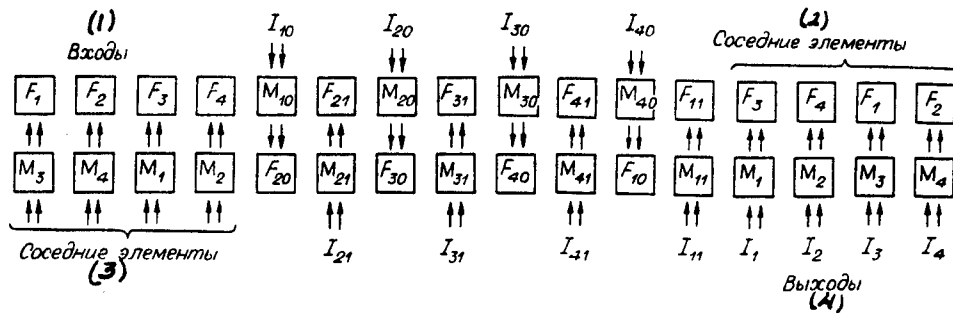 (1) I₁₀ I₂₀ I₃₀ I₄₀ (2)
Входы Соседние элементы
F₁ F₂ F₃ F₄ M₁₀ F₂₁ M₂₀ F₃₁ M₃₀ F₄₁ M₄₀ F₁₁ F₃ F₄ F₁ F₂
M₃ M₄ M₁ M₂ F₂₀ M₂₁ F₃₀ M₃₁ F₄₀ M₄₁ F₁₀ M₁₁ M₁ M₂ M₃ M₄
Соседние элементы I₂₁ I₃₁ I₄₁ I₁₁ I₁ I₂ I₃ I₄
(3) Выходы
(4)